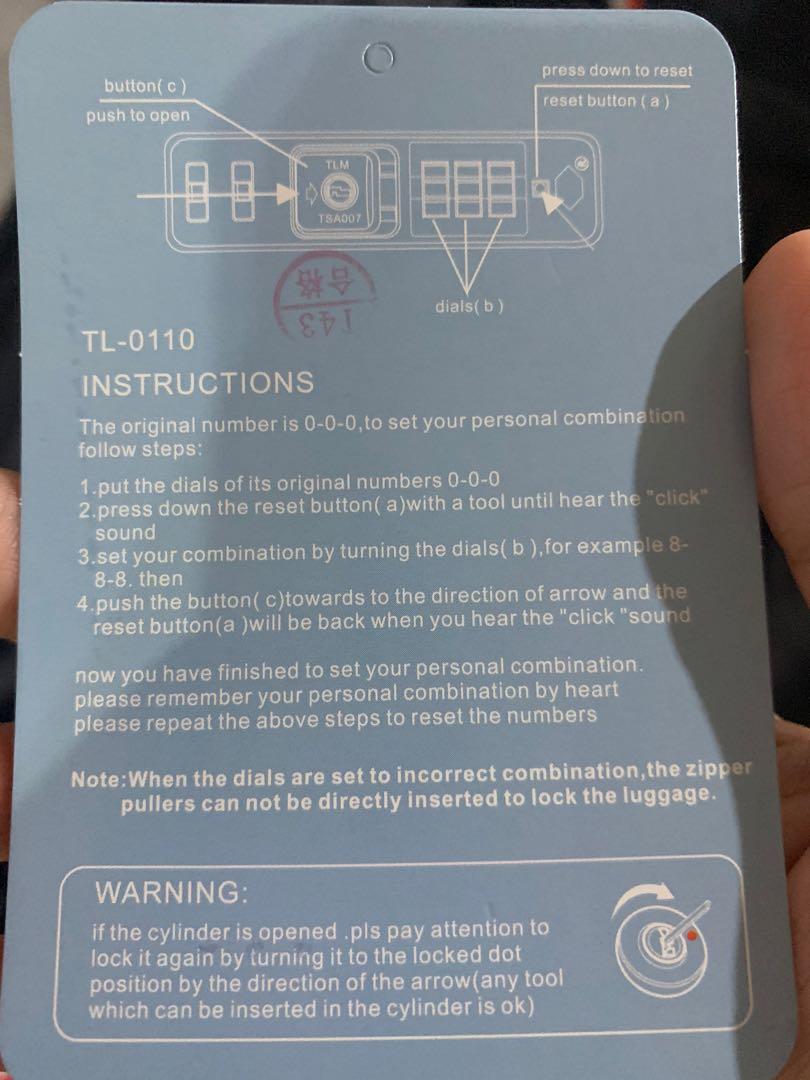 button( c )
push to open
press down to reset
reset button ( a )
TLM
TSA007
dials( b )
合格
143
TL-0110
INSTRUCTIONS
The original number is 0-0-0,to set your personal combination
follow steps:
1.put the dials of its original numbers 0-0-0
2.press down the reset button( a)with a tool until hear the "click"
sound
3.set your combination by turning the dials( b ),for example 8-
8-8. then
4.push the button( c)towards to the direction of arrow and the
reset button(a )will be back when you hear the "click "sound
now you have finished to set your personal combination.
please remember your personal combination by heart
please repeat the above steps to reset the numbers
Note:When the dials are set to incorrect combination,the zipper
pullers can not be directly inserted to lock the luggage.
WARNING:
if the cylinder is opened .pls pay attention to
lock it again by turning it to the locked dot
position by the direction of the arrow(any tool
which can be inserted in the cylinder is ok)